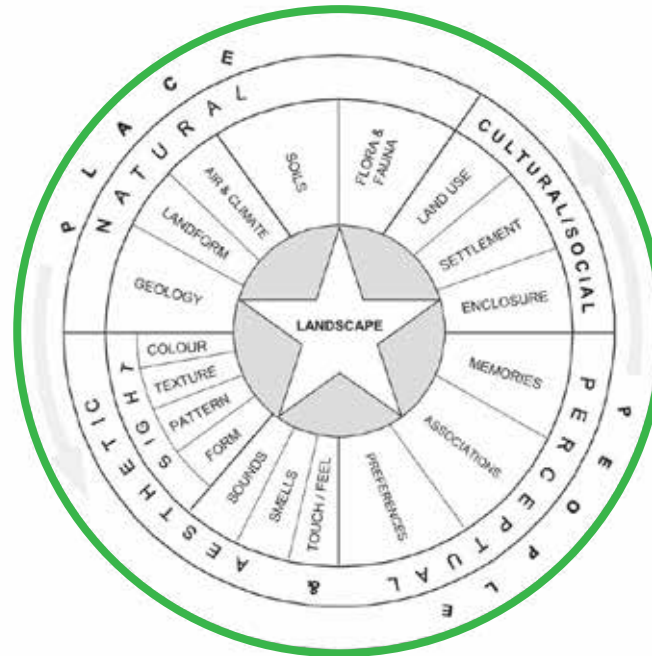 PLACE
NATURAL
CULTURAL/SOCIAL
GEOLOGY
LANDFORM
AIR & CLIMATE
SOILS
FLORA &
FAUNA
LAND USE
SETTLEMENT
ENCLOSURE
LANDSCAPE
MEMORIES
ASSOCIATIONS
PREFERENCES
TOUCH / FEEL
SMELLS
SOUNDS
FORM
PATTERN
TEXTURE
COLOUR
SIGHT
AESTHETIC
&
PERCEPTUAL
PEOPLE